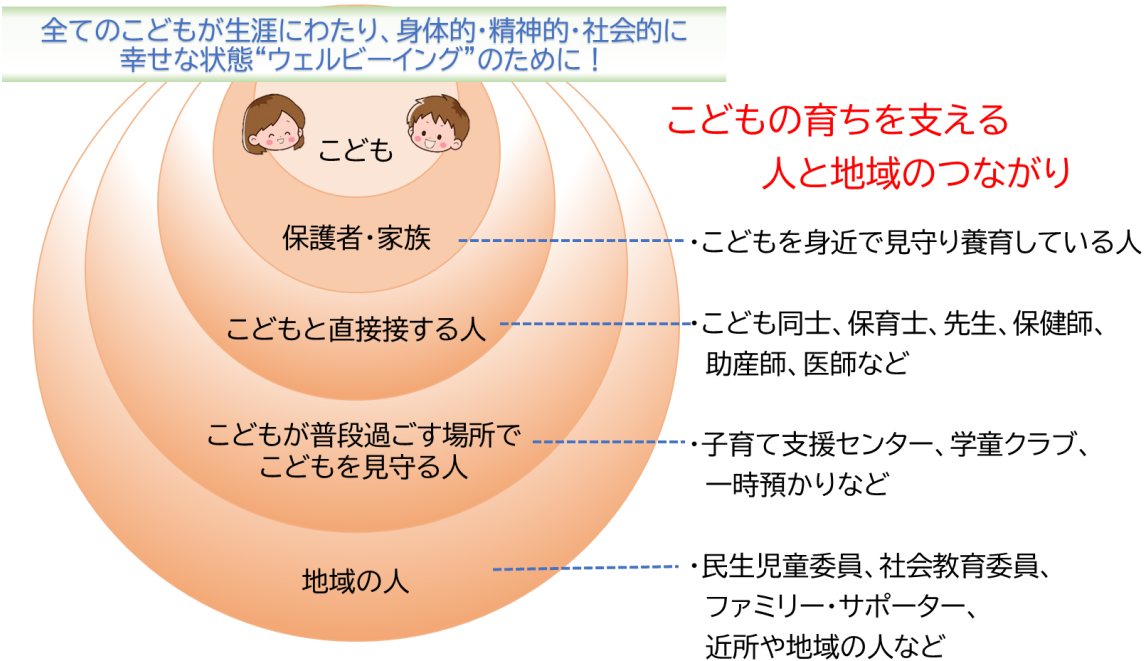 全てのこどもが生涯にわたり、身体的・精神的・社会的に
幸せな状態“ウェルビーイング”のために！
こどもの育ちを支える
人と地域のつながり
こども
保護者・家族
・こどもを身近で見守り養育している人
こどもと直接接する人
・こども同士、保育士、先生、保健師、
助産師、医師など
こどもが普段過ごす場所で
こどもを見守る人
・子育て支援センター、学童クラブ、
一時預かりなど
地域の人
・民生児童委員、社会教育委員、
ファミリー・サポーター、
近所や地域の人など